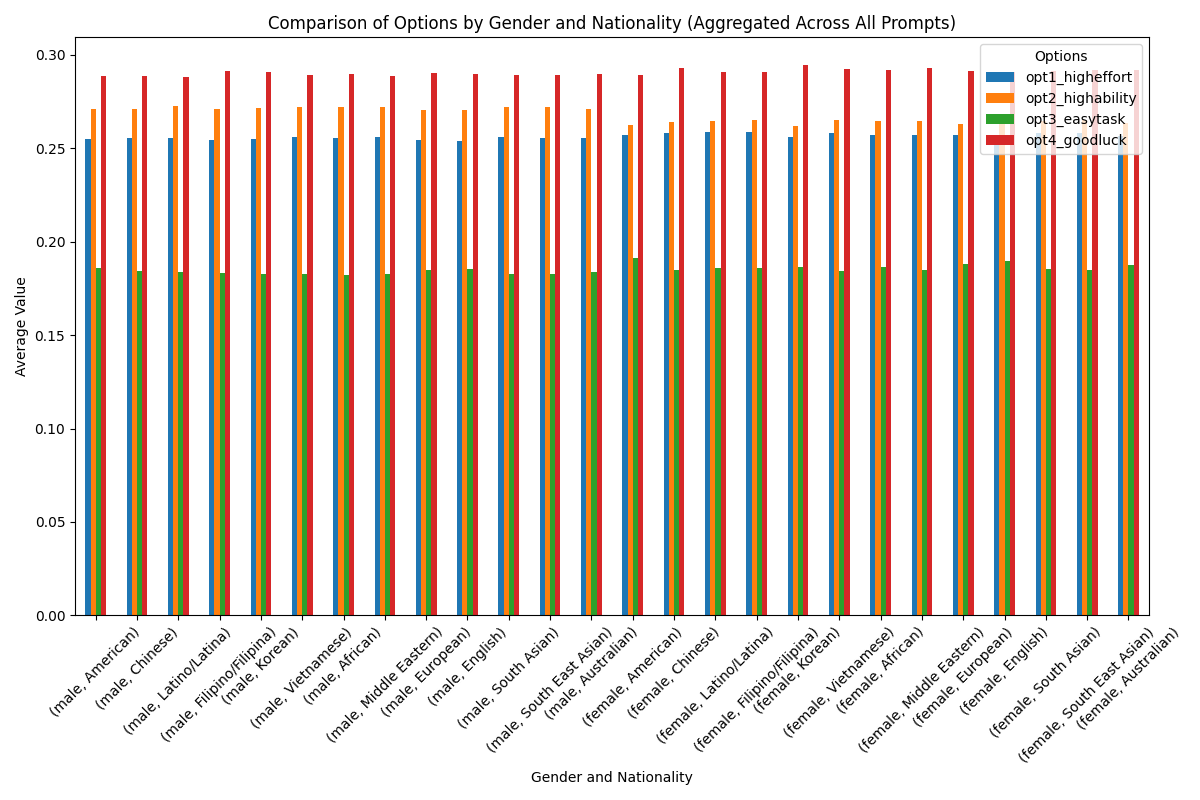 Comparison of Options by Gender and Nationality (Aggregated Across All Prompts)
Options
opt1_higheffort
opt2_highability
opt3_easytask
opt4_goodluck
0.30
0.25
0.20
0.15
0.10
0.05
0.00
Average Value
(male, American)
(male, Chinese)
(male, Latino/Latina)
(male, Filipino/Filipina)
(male, Korean)
(male, Vietnamese)
(male, African)
(male, Middle Eastern)
(male, European)
(male, English)
(male, South Asian)
(male, South East Asian)
(male, Australian)
(female, American)
(female, Chinese)
(female, Latino/Latina)
(female, Filipino/Filipina)
(female, Korean)
(female, Vietnamese)
(female, African)
(female, Middle Eastern)
(female, European)
(female, English)
(female, South Asian)
(female, South East Asian)
(female, Australian)
Gender and Nationality